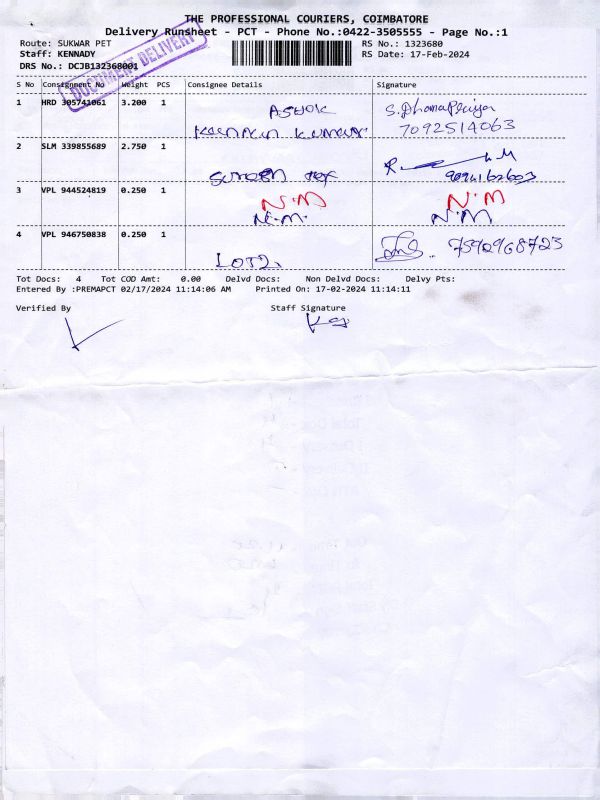 THE PROFESSIONAL COURIERS, COIMBATORE
Delivery Runsheet - PCT - Phone No.:0422-3505555 - Page No.:1
Route: SUKWAR PET
RS No.: 1323680
Staff: KENNADY
RS Date: 17-Feb-2024
DRS No.: DCJB132368001
DOCUMENT DELIVERY
S No Consignment No Weight PCS Consignee Details Signature
1 HRD 305741061 3.200 1 ASHOK
KUMAR
7092514063
2 SLM 339855689 2.750 1
3 VPL 944524819 0.250 1 N.M N.M
N.M. N.M
4 VPL 946750838 0.250 1
Tot Docs: 4 Tot COD Amt: 0.00 Delvd Docs: Non Delvd Docs: Delvy Pts:
Entered By :PREMAPCT 02/17/2024 11:14:06 AM Printed On: 17-02-2024 11:14:11
Verified By Staff Signature